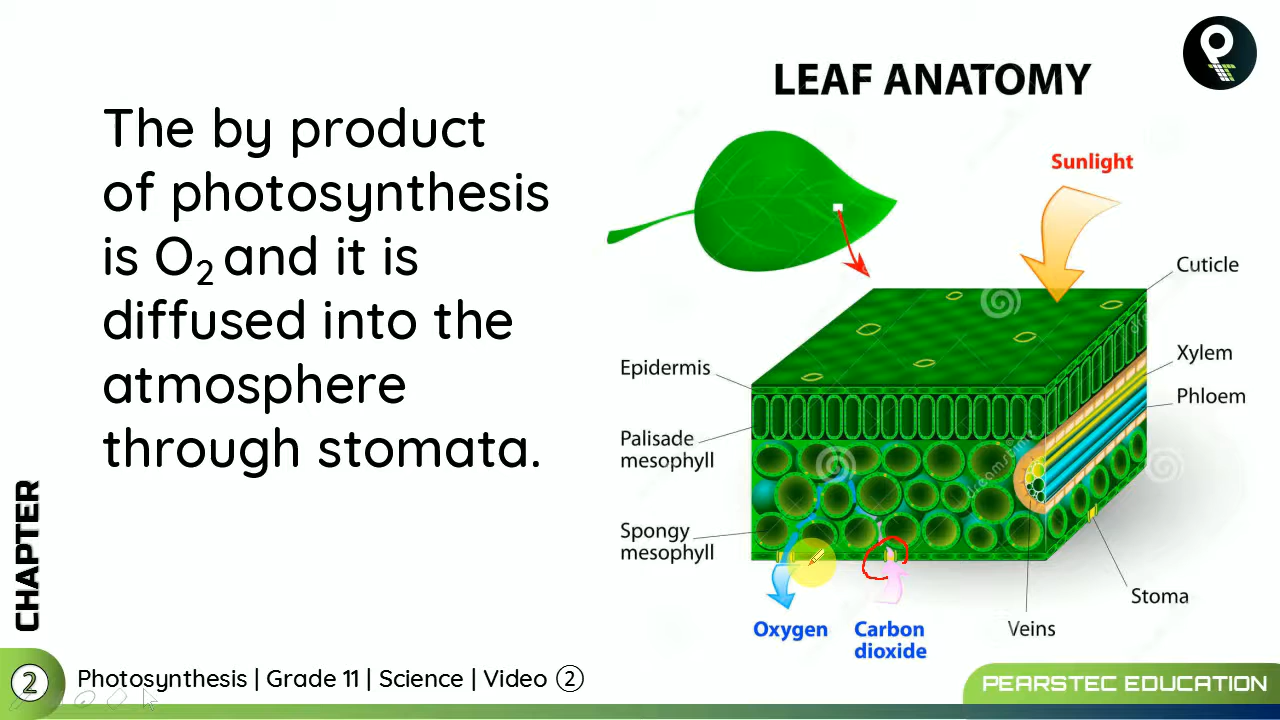 The by product
of photosynthesis
is O₂ and it is
diffused into the
atmosphere
through stomata.
LEAF ANATOMY
Sunlight
Cuticle
Xylem
Phloem
Epidermis
Palisade
mesophyll
Spongy
mesophyll
Oxygen
Carbon
dioxide
Veins
Stoma
dreamstime
CHAPTER
2
Photosynthesis | Grade 11 | Science | Video ②
PEARSTEC EDUCATION